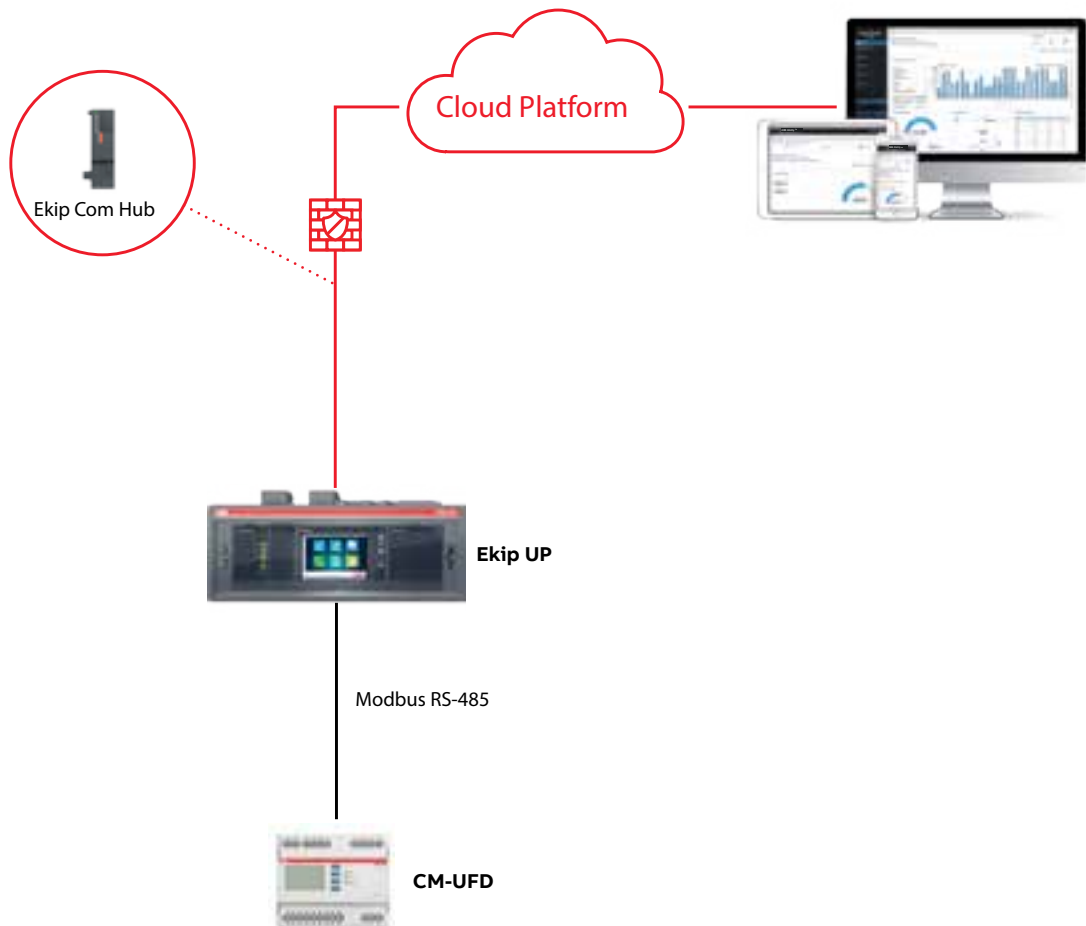 Cloud Platform
Ekip Com Hub
Ekip UP
Modbus RS-485
CM-UFD